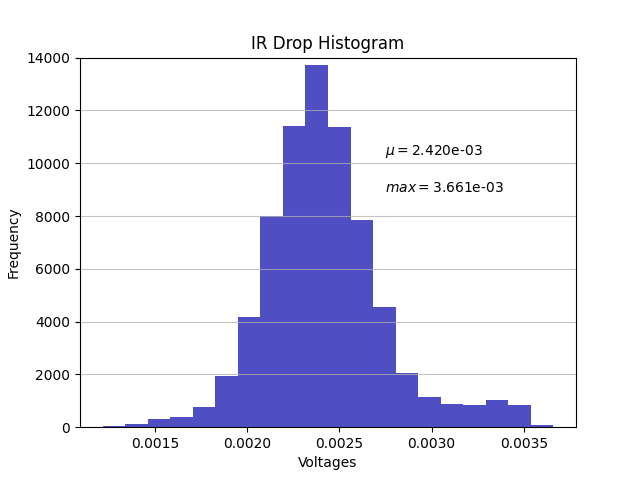 IR Drop Histogram
14000
12000
10000
8000
6000
4000
2000
0
Frequency
μ = 2.420e-03
max = 3.661e-03
0.0015 0.0020 0.0025 0.0030 0.0035
Voltages